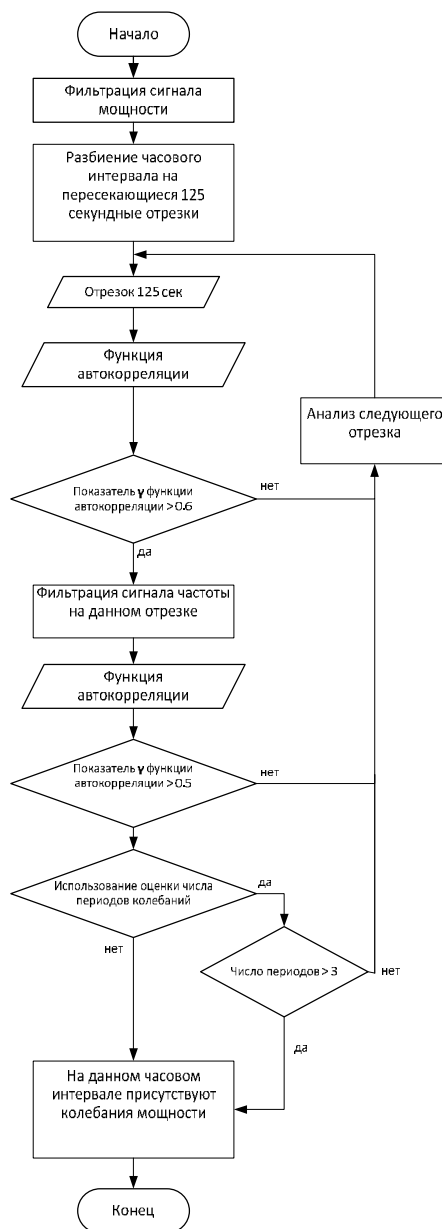 Начало
Фильтрация сигнала
мощности
Разбиение часового
интервала на
пересекающиеся 125
секундные отрезки
Отрезок 125 сек
Функция
автокорреляции
Анализ следующего
отрезка
Показатель γ функции
автокорреляции > 0.6
нет
да
Фильтрация сигнала частоты
на данном отрезке
Функция
автокорреляции
Показатель γ функции
автокорреляции > 0.5
нет
Использование оценки числа
периодов колебаний
да
нет
Число периодов > 3
нет
да
На данном часовом
интервале присутствуют
колебания мощности
Конец